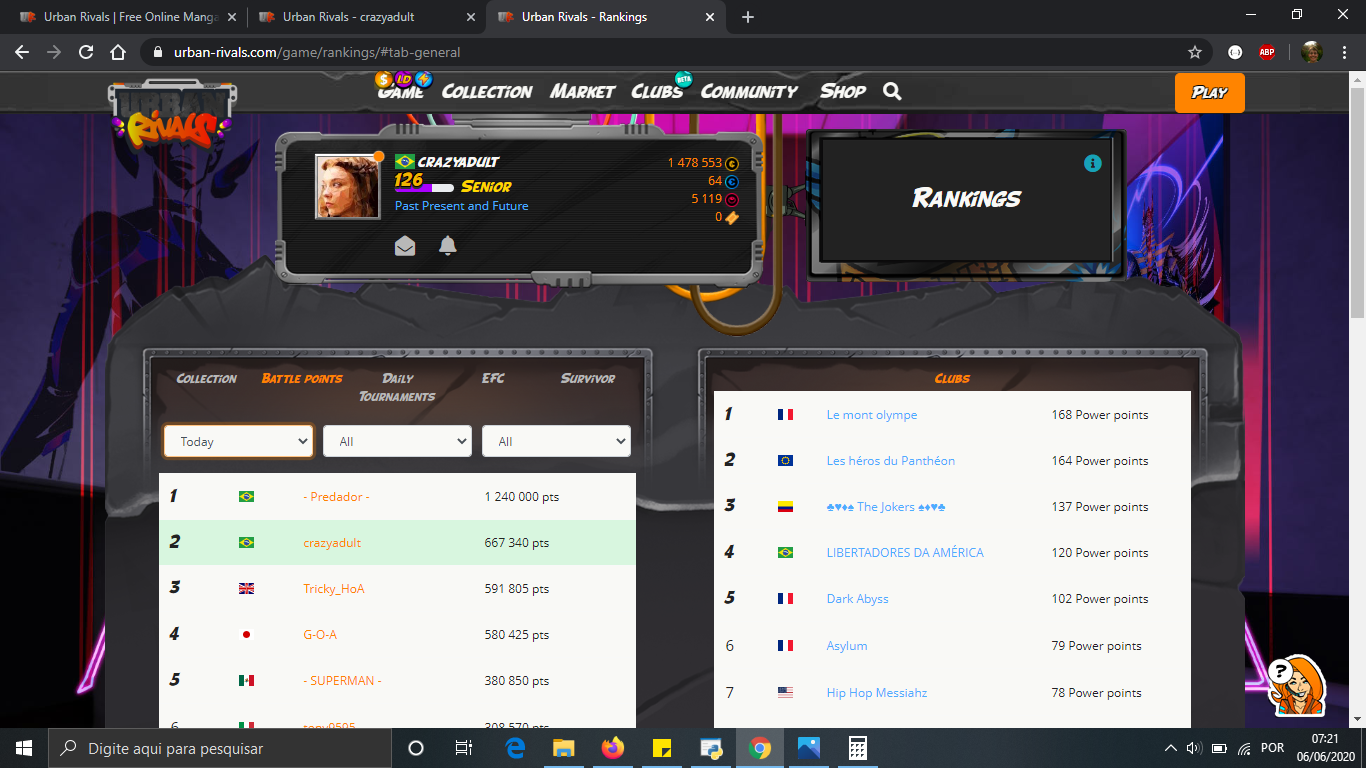 Urban Rivals | Free Online Manga
Urban Rivals - crazyadult
Urban Rivals - Rankings
urban-rivals.com/game/rankings/#tab-general
ABP
URBAN
RIVALS
GAME
COLLECTION
MARKET
CLUBS
BETA
COMMUNITY
SHOP
PLAY
CRAZYADULT
126 SENIOR
Past Present and Future
1 478 553
64
5 119
0
RANKINGS
COLLECTION
BATTLE POINTS
DAILY
TOURNAMENTS
EFC
SURVIVOR
Today
All
All
1 - Predador - 1 240 000 pts
2 crazyadult 667 340 pts
3 Tricky_HoA 591 805 pts
4 G-O-A 580 425 pts
5 - SUPERMAN - 380 850 pts
CLUBS
1 Le mont olympe 168 Power points
2 Les héros du Panthéon 164 Power points
3 ♣♥♦♠ The Jokers ♠♦♥♣ 137 Power points
4 LIBERTADORES DA AMÉRICA 120 Power points
5 Dark Abyss 102 Power points
6 Asylum 79 Power points
7 Hip Hop Messiahz 78 Power points
?
Digite aqui para pesquisar
POR
07:21
06/06/2020